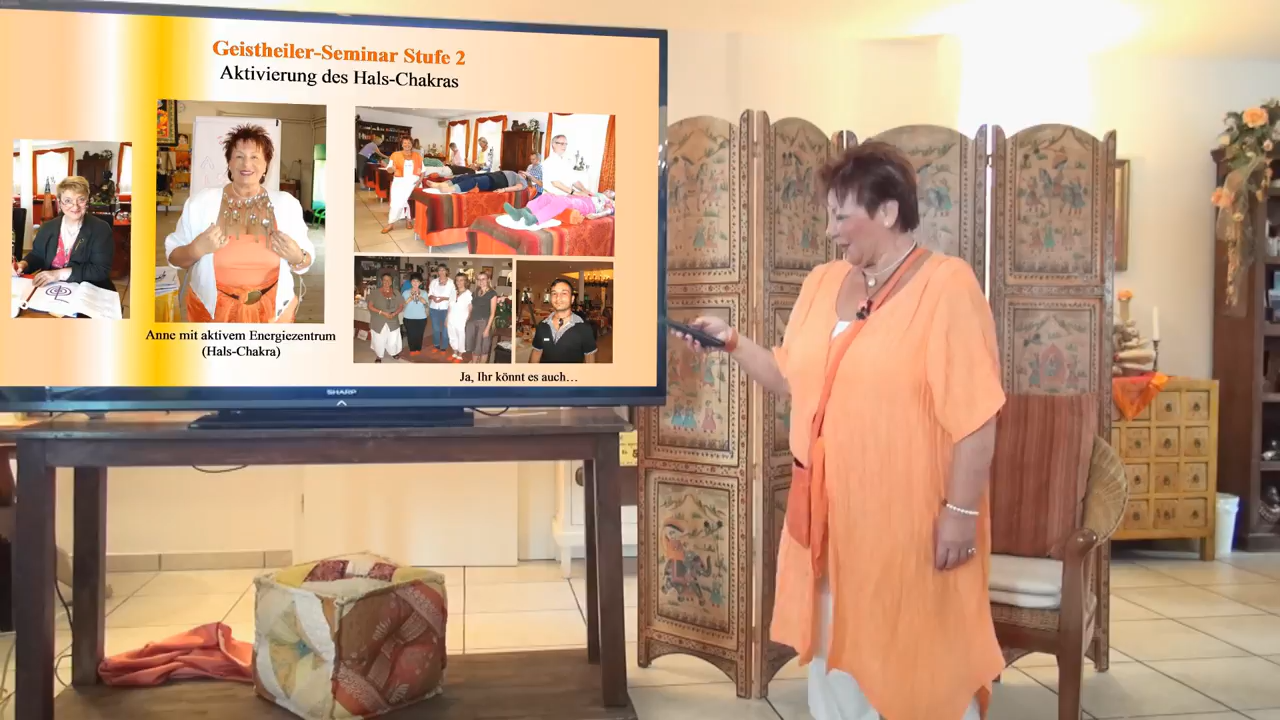 Geistheiler-Seminar Stufe 2
Aktivierung des Hals-Chakras
Anne mit aktivem Energiezentrum
(Hals-Chakra)
Ja, Ihr könnt es auch…
SHARP